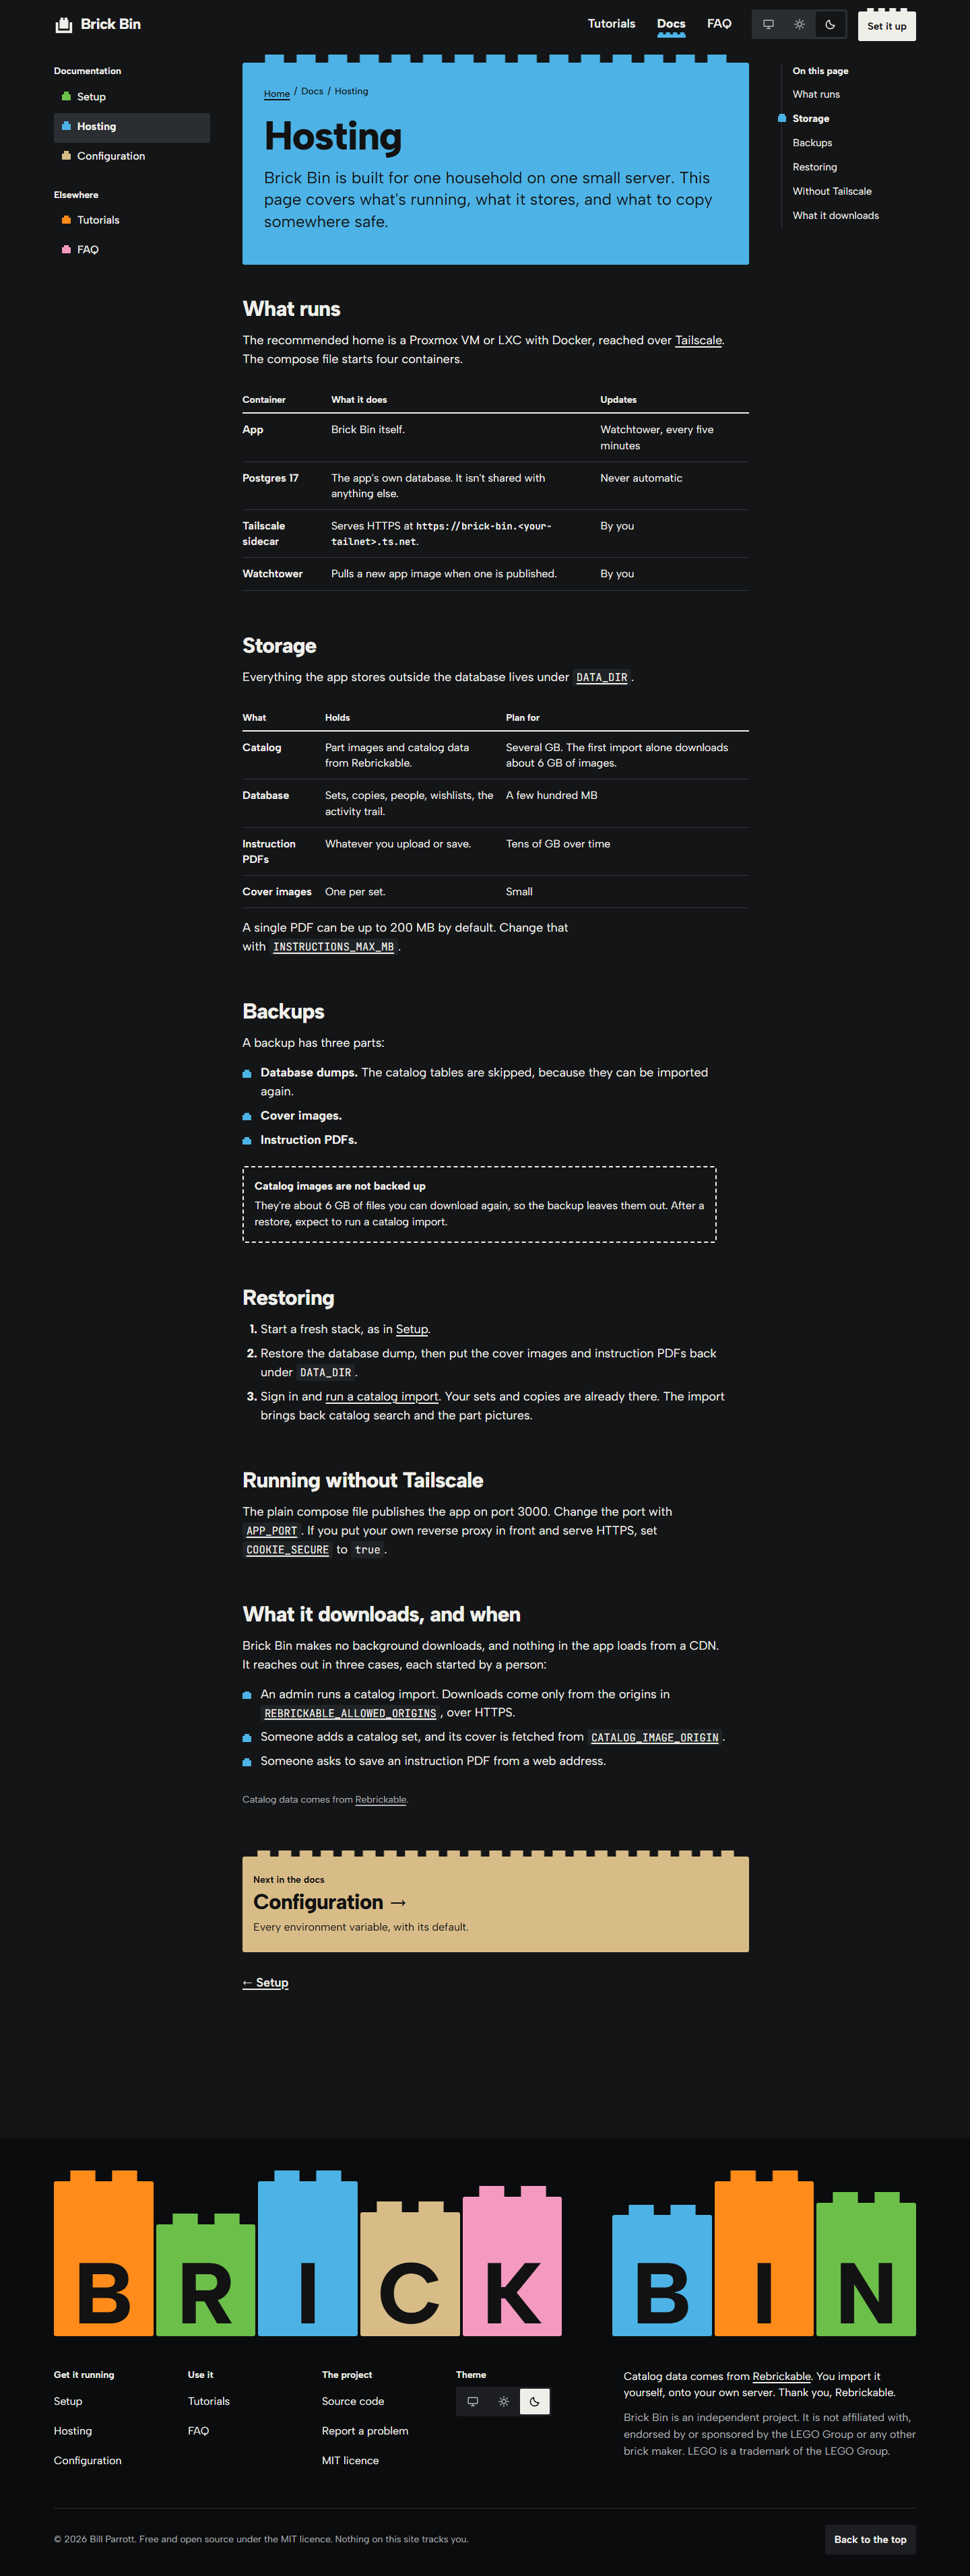 Brick Bin
Tutorials
Docs
FAQ
Set it up
Documentation
Setup
Hosting
Configuration
Elsewhere
Tutorials
FAQ
Home / Docs / Hosting
Hosting
Brick Bin is built for one household on one small server. This
page covers what's running, what it stores, and what to copy
somewhere safe.
On this page
What runs
Storage
Backups
Restoring
Without Tailscale
What it downloads
What runs
The recommended home is a Proxmox VM or LXC with Docker, reached over Tailscale.
The compose file starts four containers.
Container What it does Updates
App Brick Bin itself. Watchtower, every five
minutes
Postgres 17 The app's own database. It isn't shared with Never automatic
anything else.
Tailscale Serves HTTPS at https://brick-bin.<your- By you
sidecar tailnet>.ts.net.
Watchtower Pulls a new app image when one is published. By you
Storage
Everything the app stores outside the database lives under DATA_DIR.
What Holds Plan for
Catalog Part images and catalog data Several GB. The first import alone downloads
from Rebrickable. about 6 GB of images.
Database Sets, copies, people, wishlists, the A few hundred MB
activity trail.
Instruction Whatever you upload or save. Tens of GB over time
PDFs
Cover images One per set. Small
A single PDF can be up to 200 MB by default. Change that
with INSTRUCTIONS_MAX_MB.
Backups
A backup has three parts:
Database dumps. The catalog tables are skipped, because they can be imported
again.
Cover images.
Instruction PDFs.
Catalog images are not backed up
They're about 6 GB of files you can download again, so the backup leaves them out. After a
restore, expect to run a catalog import.
Restoring
1. Start a fresh stack, as in Setup.
2. Restore the database dump, then put the cover images and instruction PDFs back
under DATA_DIR.
3. Sign in and run a catalog import. Your sets and copies are already there. The import
brings back catalog search and the part pictures.
Running without Tailscale
The plain compose file publishes the app on port 3000. Change the port with
APP_PORT. If you put your own reverse proxy in front and serve HTTPS, set
COOKIE_SECURE to true.
What it downloads, and when
Brick Bin makes no background downloads, and nothing in the app loads from a CDN.
It reaches out in three cases, each started by a person:
An admin runs a catalog import. Downloads come only from the origins in
REBRICKABLE_ALLOWED_ORIGINS, over HTTPS.
Someone adds a catalog set, and its cover is fetched from CATALOG_IMAGE_ORIGIN.
Someone asks to save an instruction PDF from a web address.
Catalog data comes from Rebrickable.
Next in the docs
Configuration →
Every environment variable, with its default.
← Setup
BRICK BIN
Get it running
Setup
Hosting
Configuration
Use it
Tutorials
FAQ
The project
Source code
Report a problem
MIT licence
Theme
Catalog data comes from Rebrickable. You import it
yourself, onto your own server. Thank you, Rebrickable.
Brick Bin is an independent project. It is not affiliated with,
endorsed by or sponsored by the LEGO Group or any other
brick maker. LEGO is a trademark of the LEGO Group.
© 2026 Bill Parrott. Free and open source under the MIT licence. Nothing on this site tracks you.
Back to the top